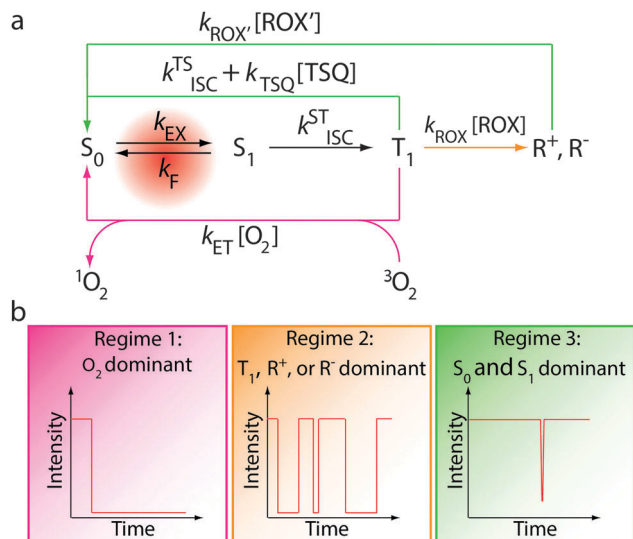 a
k_ROX'[ROX']
k^TS_ISC + k_TSQ[TSQ]
k_EX
k^ST_ISC
k_ROX[ROX]
S_0
S_1
T_1
R^+, R^-
k_F
k_ET[O_2]
^1O_2
^3O_2
b
Regime 1:
O_2 dominant
Intensity
Time
Regime 2:
T_1, R^+, or R^- dominant
Intensity
Time
Regime 3:
S_0 and S_1 dominant
Intensity
Time